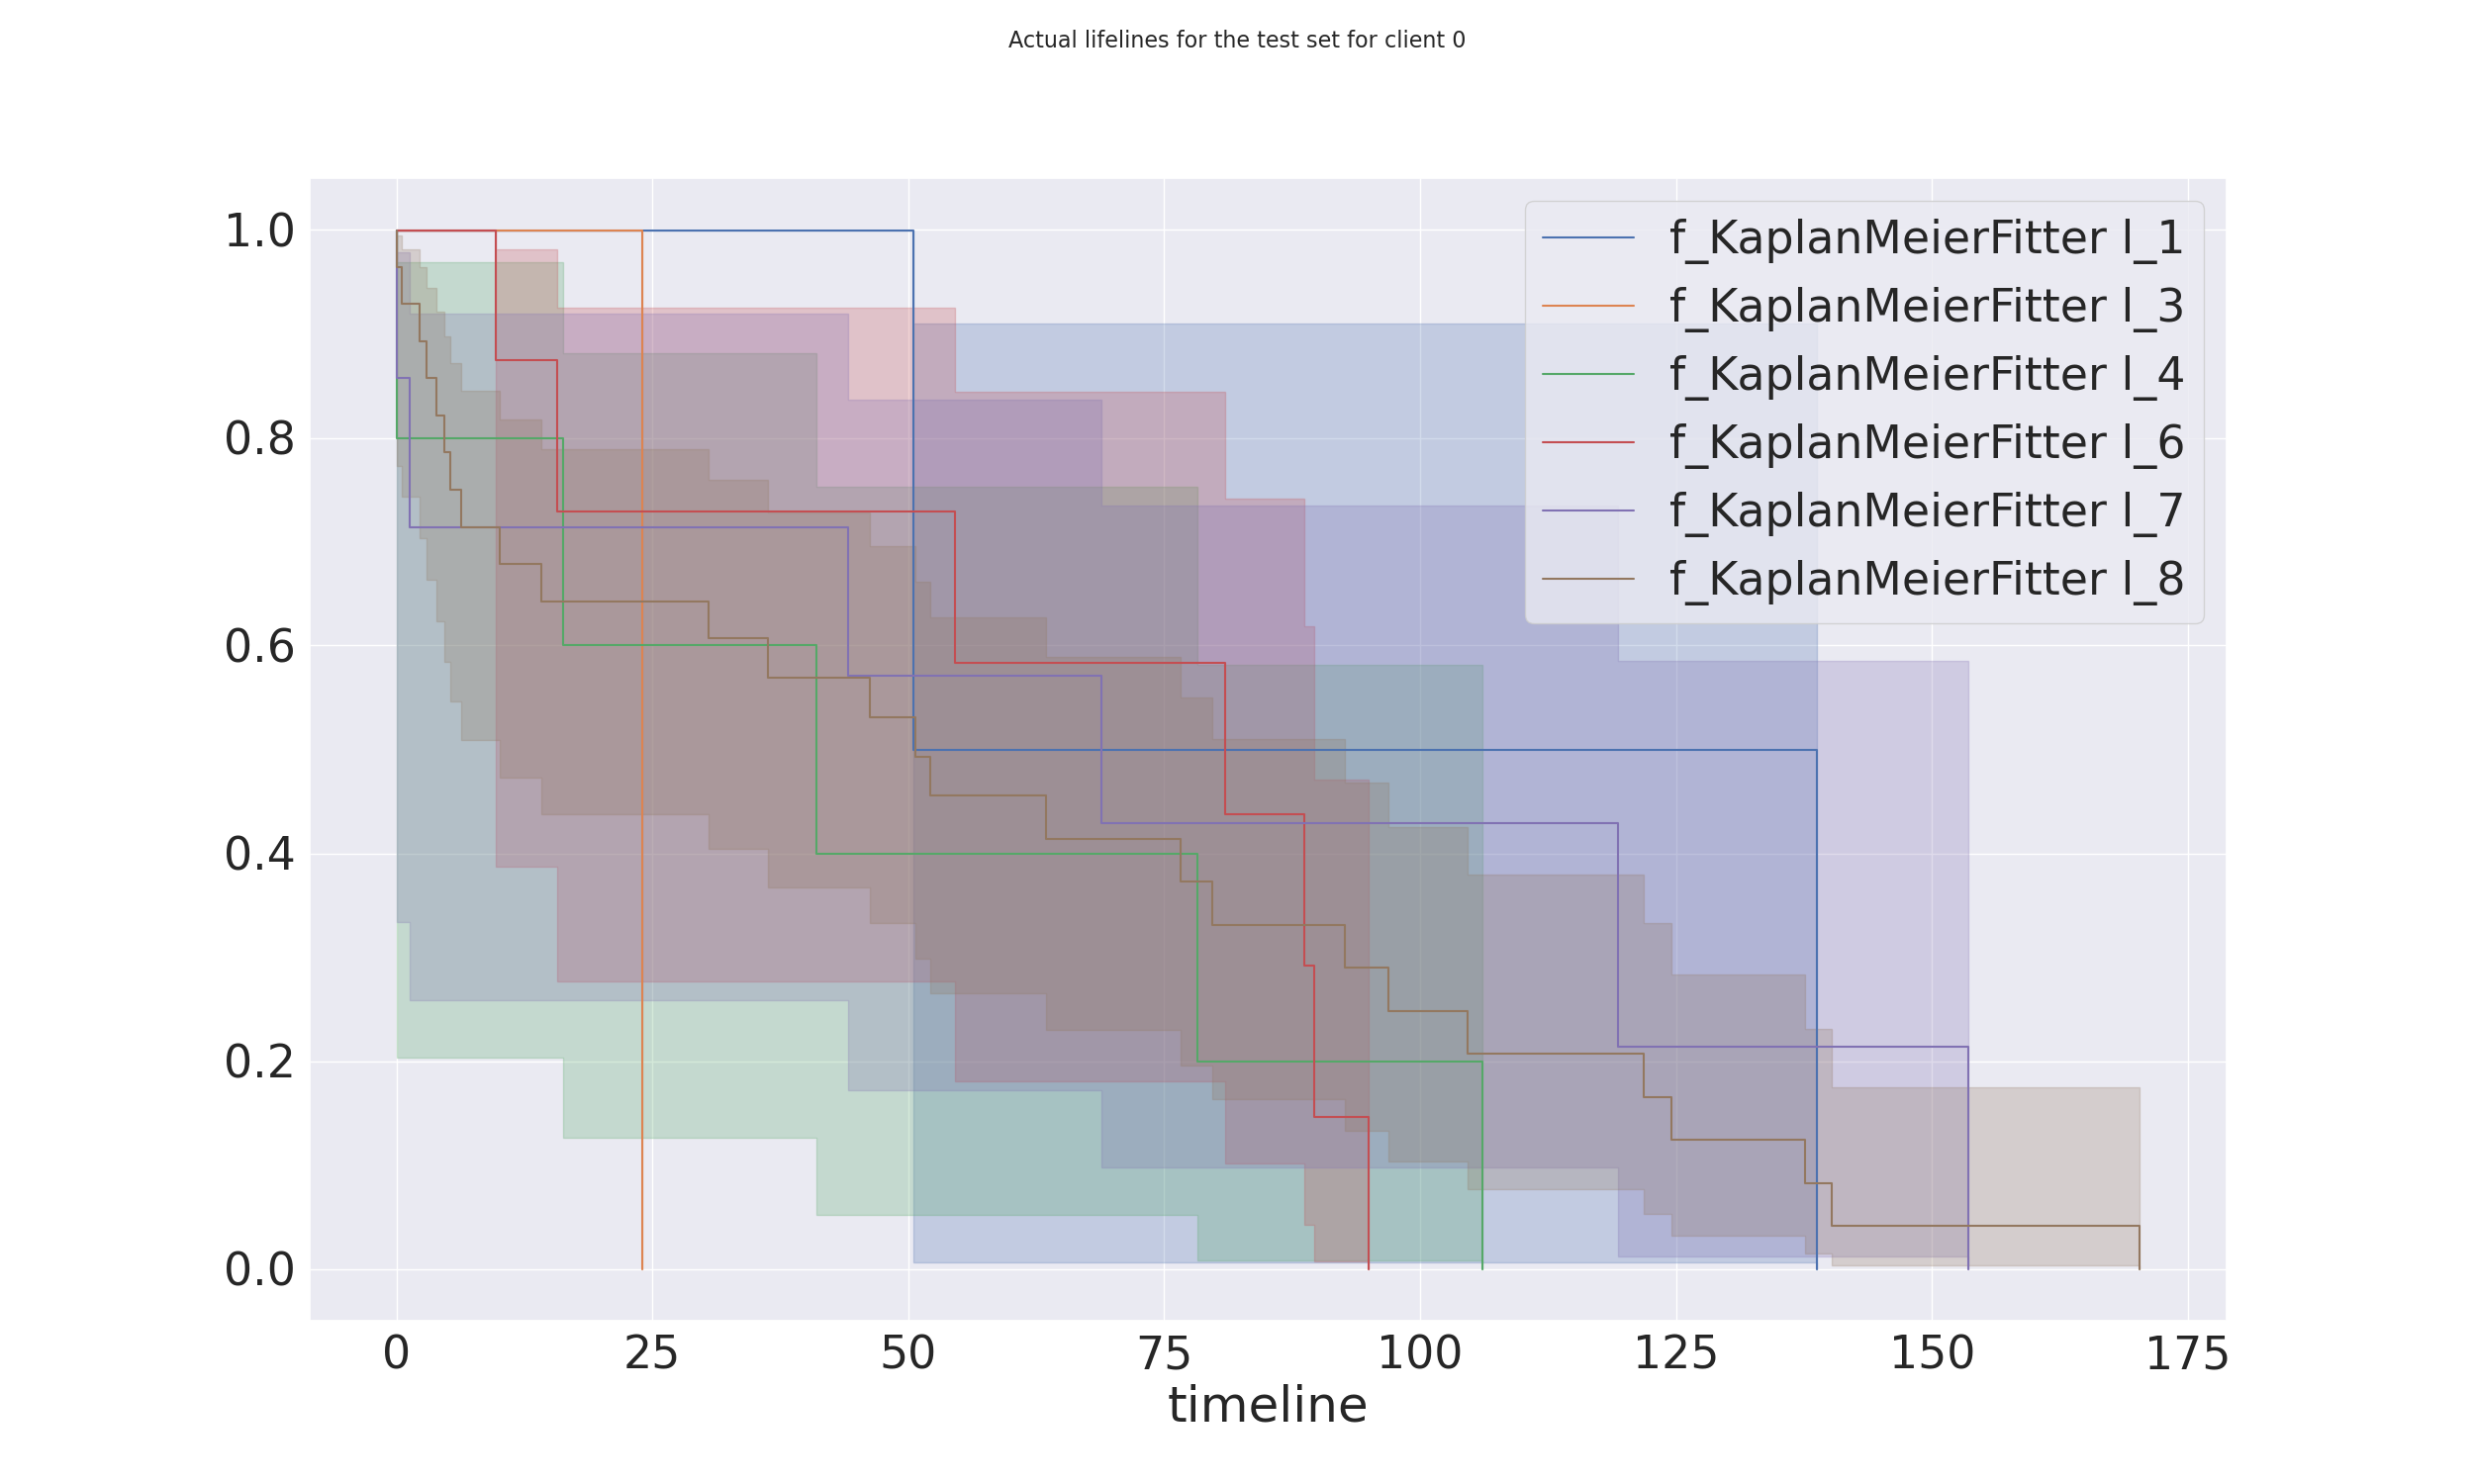 Actual lifelines for the test set for client 0
1.0
0.8
0.6
0.4
0.2
0.0
f_KaplanMeierFitter l_1
f_KaplanMeierFitter l_3
f_KaplanMeierFitter l_4
f_KaplanMeierFitter l_6
f_KaplanMeierFitter l_7
f_KaplanMeierFitter l_8
0 25 50 75 100 125 150 175
timeline